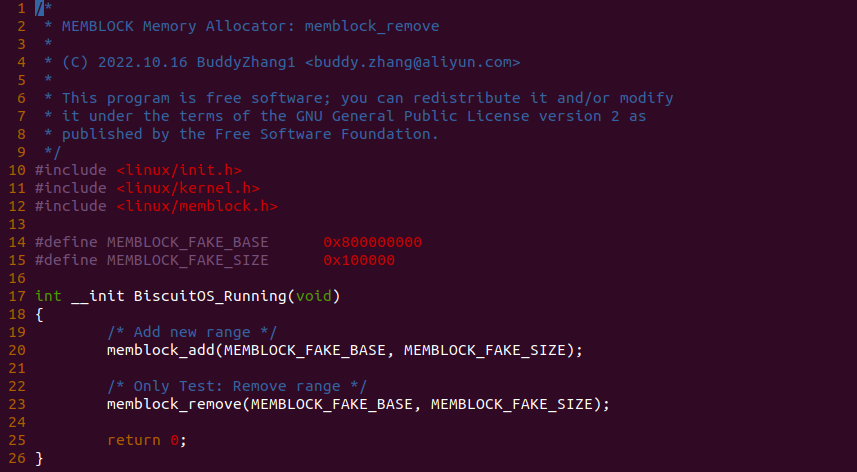 1 /*
2  * MEMBLOCK Memory Allocator: memblock_remove
3  *
4  * (C) 2022.10.16 BuddyZhang1 <buddy.zhang@aliyun.com>
5  *
6  * This program is free software; you can redistribute it and/or modify
7  * it under the terms of the GNU General Public License version 2 as
8  * published by the Free Software Foundation.
9  */
10 #include <linux/init.h>
11 #include <linux/kernel.h>
12 #include <linux/memblock.h>
13
14 #define MEMBLOCK_FAKE_BASE      0x800000000
15 #define MEMBLOCK_FAKE_SIZE      0x100000
16
17 int __init BiscuitOS_Running(void)
18 {
19         /* Add new range */
20         memblock_add(MEMBLOCK_FAKE_BASE, MEMBLOCK_FAKE_SIZE);
21
22         /* Only Test: Remove range */
23         memblock_remove(MEMBLOCK_FAKE_BASE, MEMBLOCK_FAKE_SIZE);
24
25         return 0;
26 }